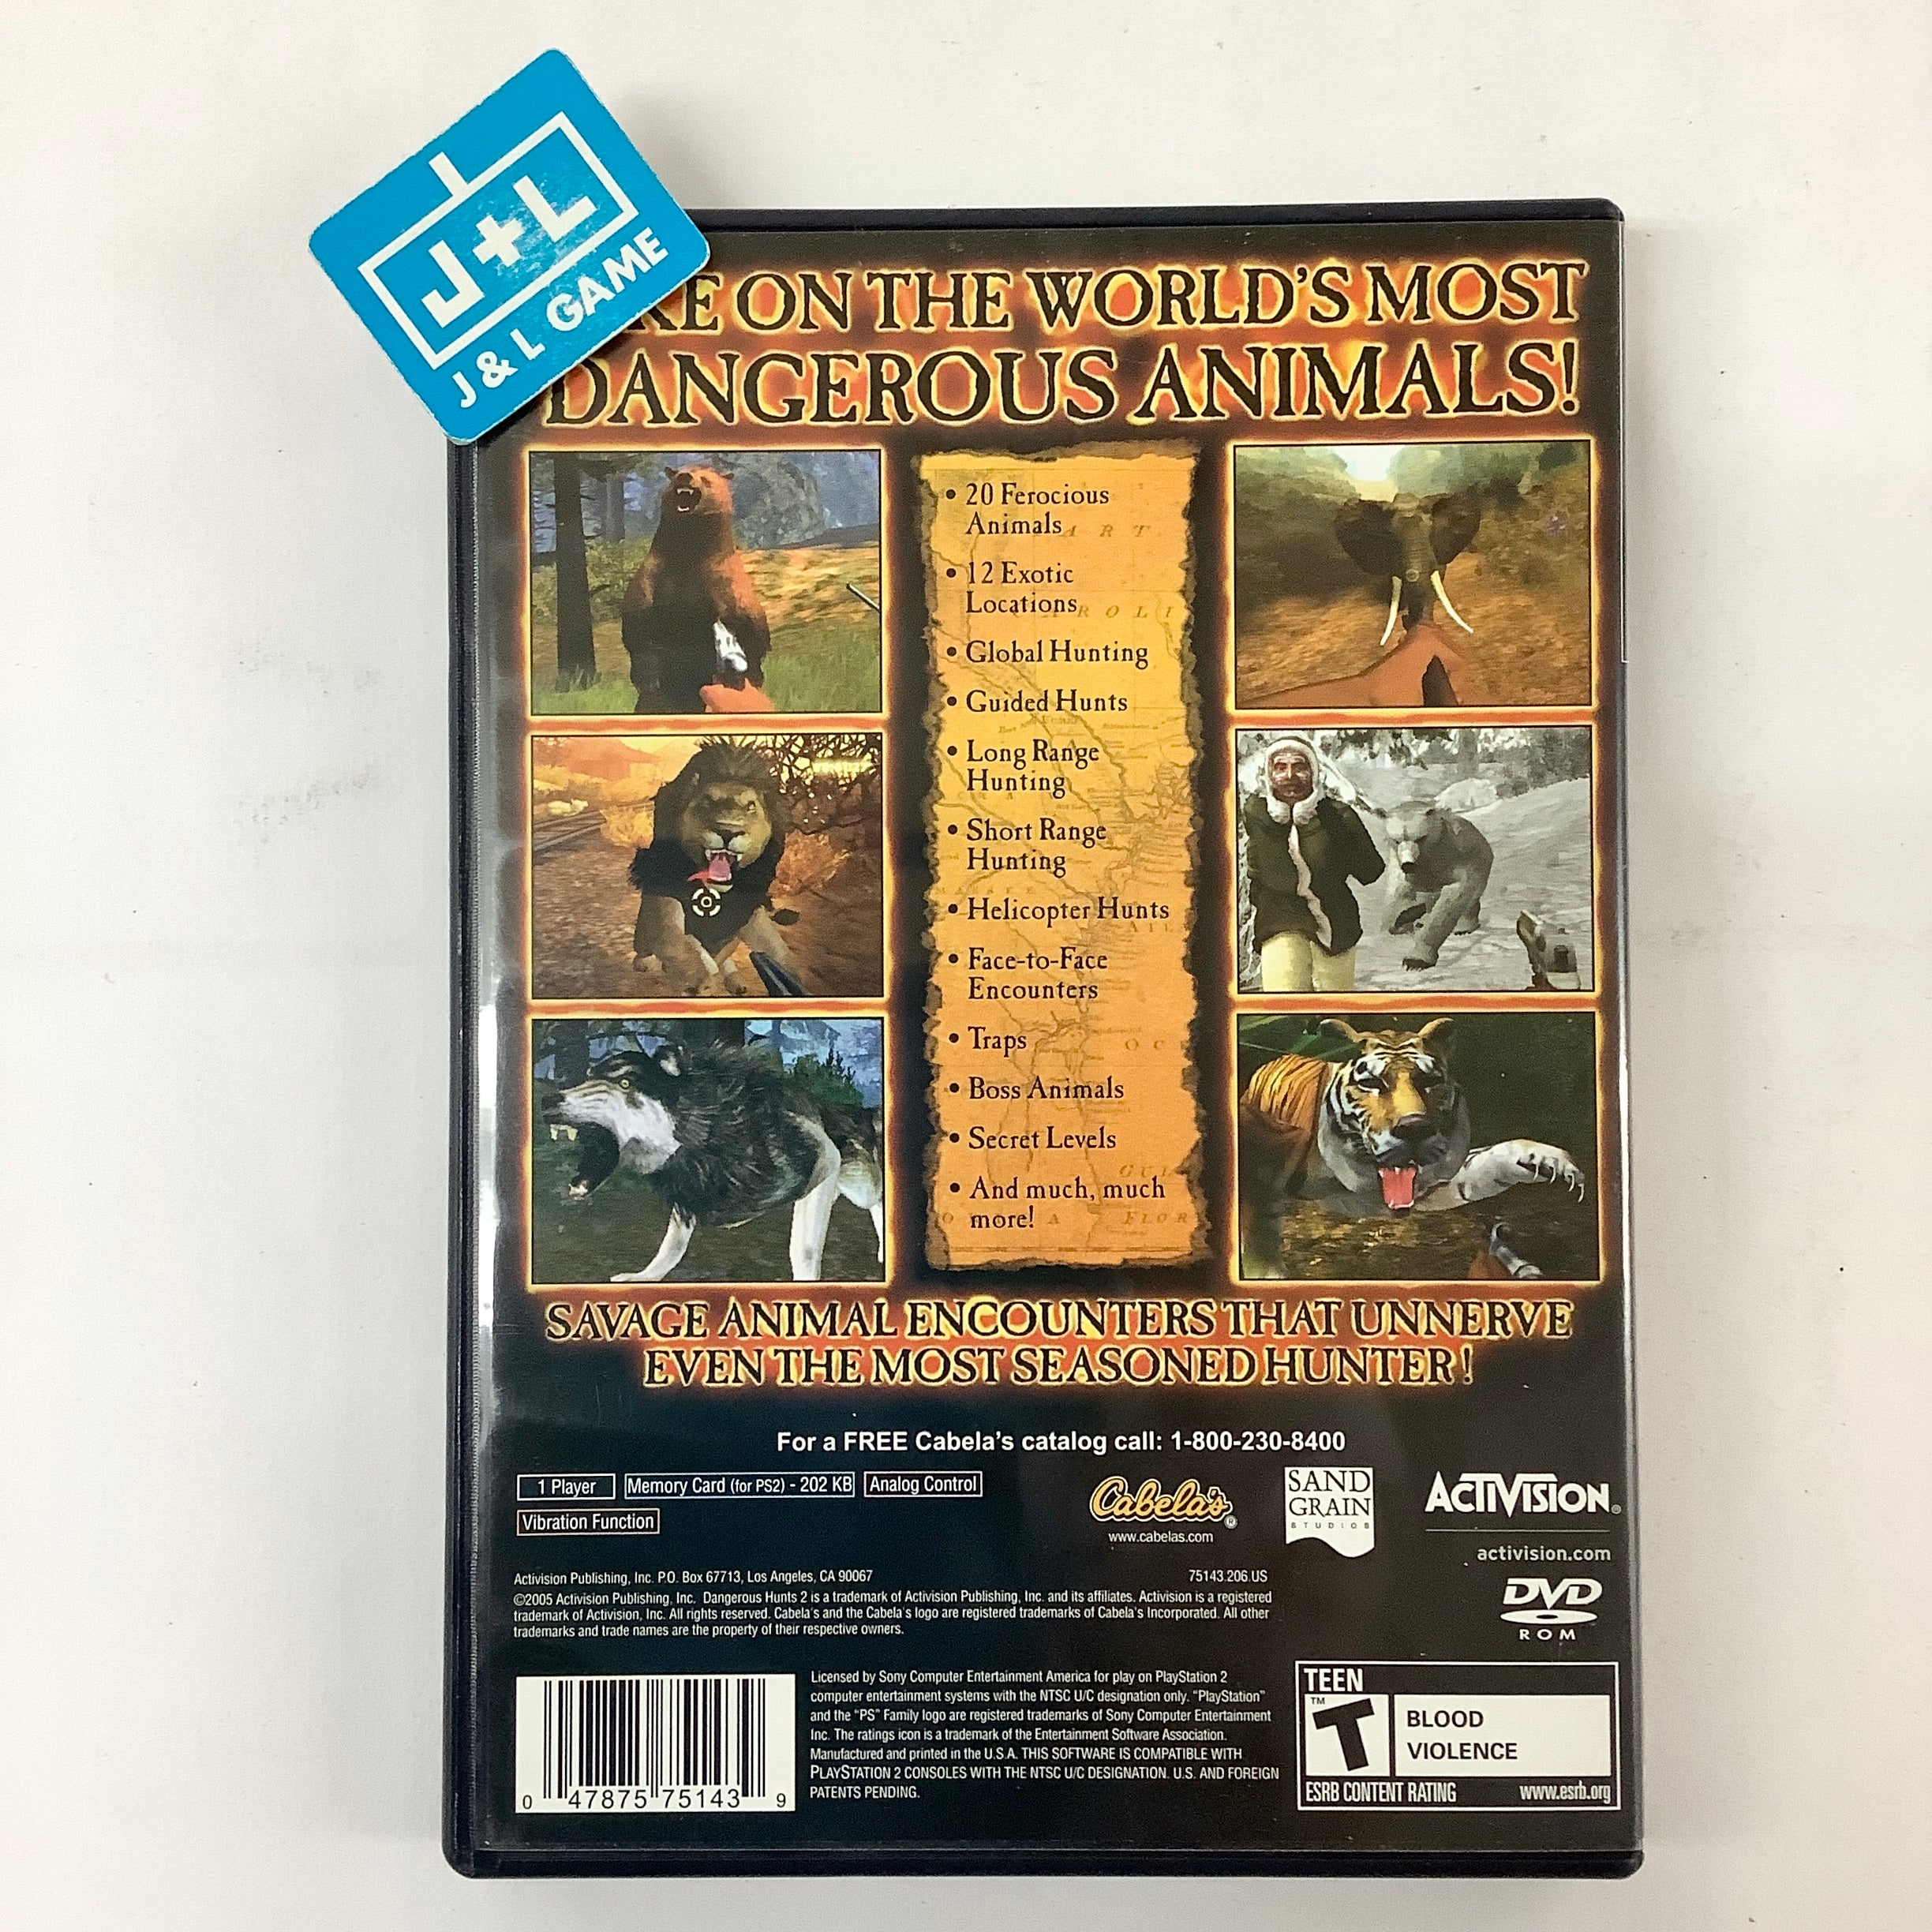 J+L
J & L GAME
KE ON THE WORLD'S MOST
DANGEROUS ANIMALS!
• 20 Ferocious
Animals
• 12 Exotic
Locations
• Global Hunting
• Guided Hunts
• Long Range
Hunting
• Short Range
Hunting
• Helicopter Hunts
• Face-to-Face
Encounters
• Traps
• Boss Animals
• Secret Levels
• And much, much
more!
SAVAGE ANIMAL ENCOUNTERS THAT UNNERVE
EVEN THE MOST SEASONED HUNTER!
For a FREE Cabela's catalog call: 1-800-230-8400
1 Player
Memory Card (for PS2) - 202 KB
Analog Control
Vibration Function
Cabela's®
www.cabelas.com
SAND
GRAIN
STUDIOS
ACTIVISION®
activision.com
Activision Publishing, Inc. P.O. Box 67713, Los Angeles, CA 90067
75143.206.US
©2005 Activision Publishing, Inc. Dangerous Hunts 2 is a trademark of Activision Publishing, Inc. and its affiliates. Activision is a registered
trademark of Activision, Inc. All rights reserved. Cabela's and the Cabela's logo are registered trademarks of Cabela's Incorporated. All other
trademarks and trade names are the property of their respective owners.
DVD
ROM
0 47875 75143 9
Licensed by Sony Computer Entertainment America for play on PlayStation 2
computer entertainment systems with the NTSC U/C designation only. "PlayStation"
and the "PS" Family logo are registered trademarks of Sony Computer Entertainment
Inc. The ratings icon is a trademark of the Entertainment Software Association.
Manufactured and printed in the U.S.A. THIS SOFTWARE IS COMPATIBLE WITH
PLAYSTATION 2 CONSOLES WITH THE NTSC U/C DESIGNATION. U.S. AND FOREIGN
PATENTS PENDING.
TEEN
T™
BLOOD
VIOLENCE
ESRB CONTENT RATING
www.esrb.org